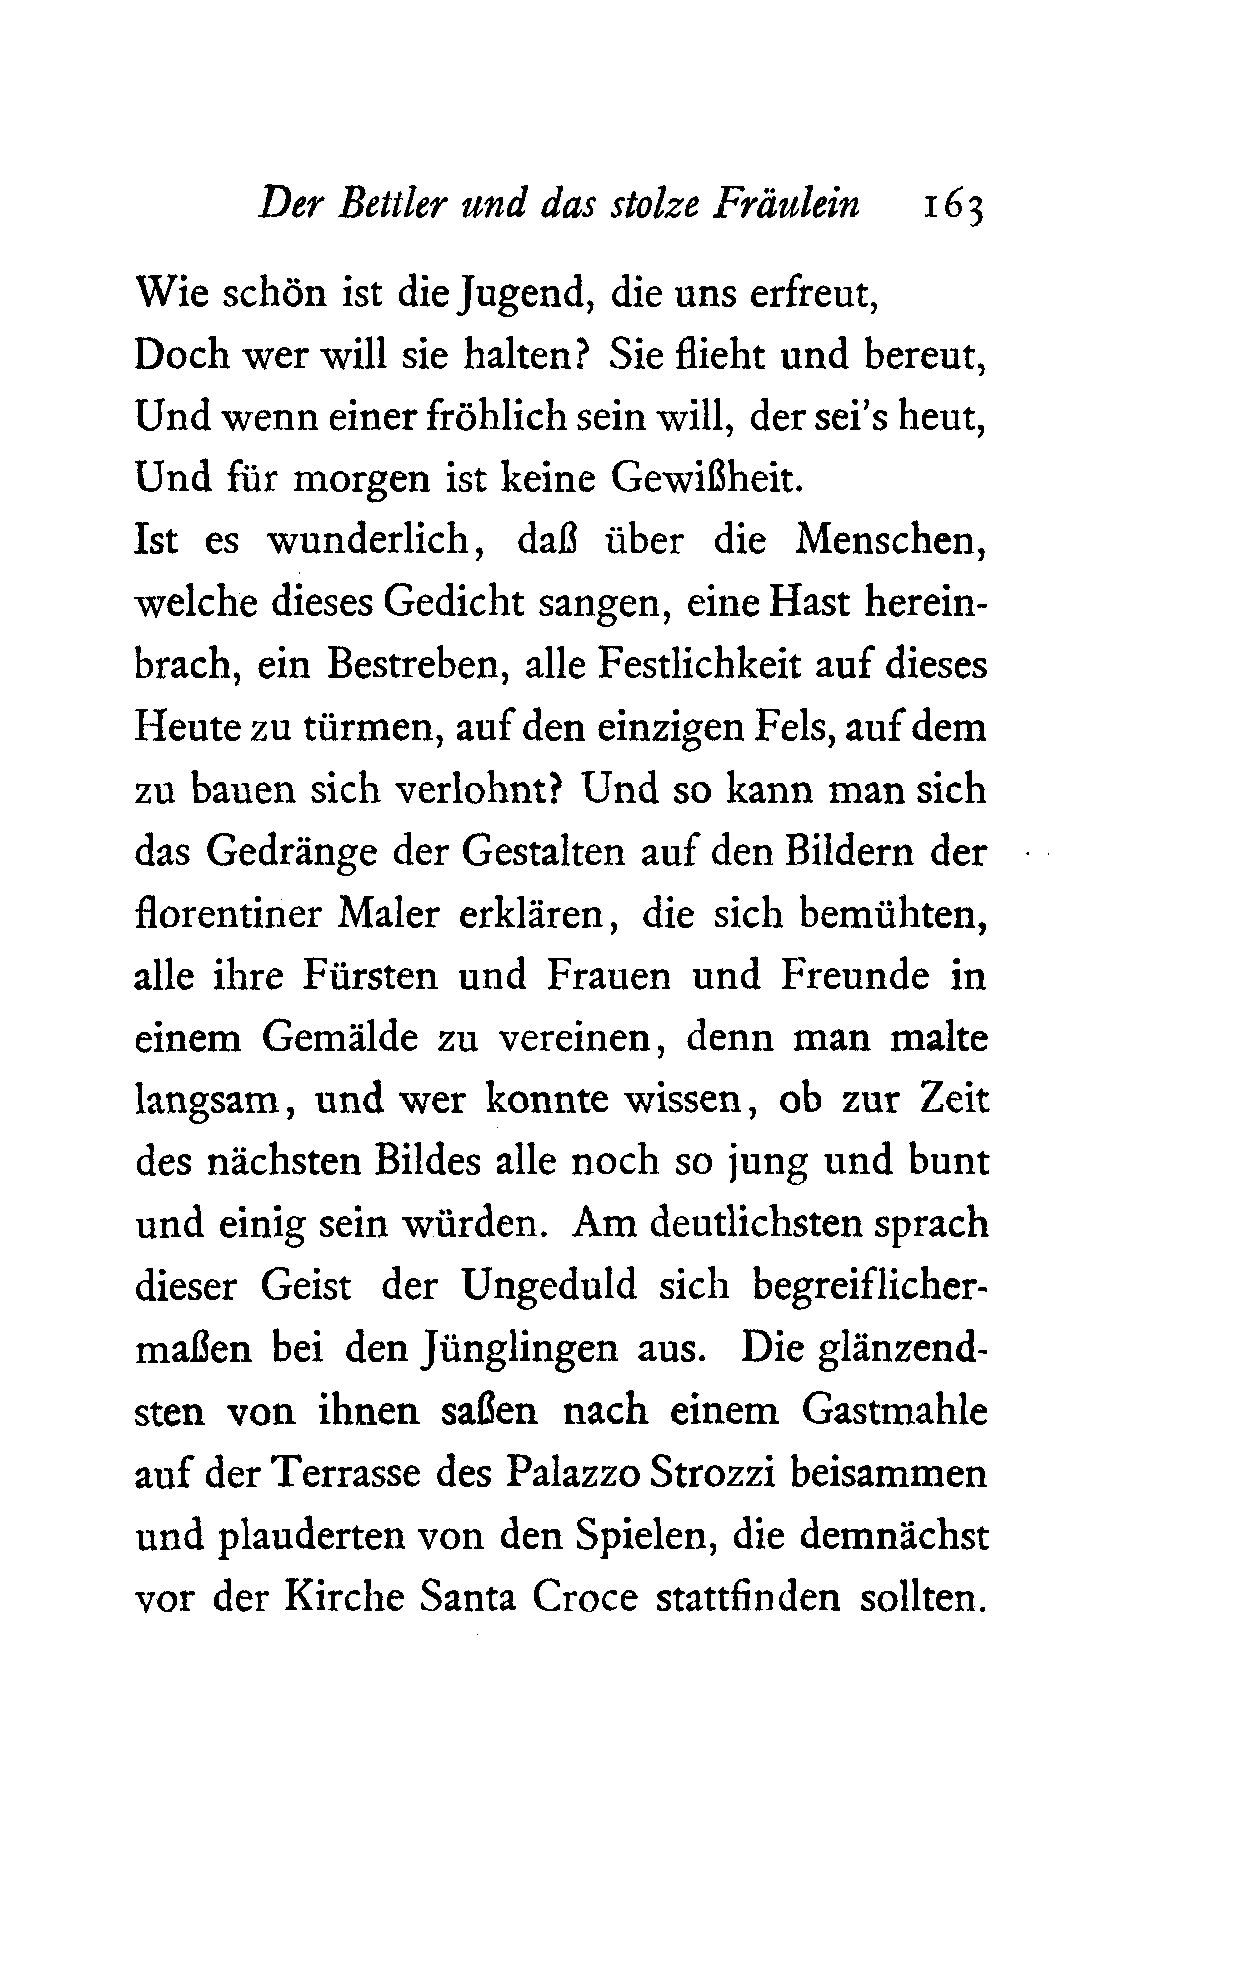 Der Bettler und das stolze Fräulein 163
Wie schön ist die Jugend, die uns erfreut,
Doch wer will sie halten? Sie flieht und bereut,
Und wenn einer fröhlich sein will, der sei's heut,
Und für morgen ist keine Gewißheit.
Ist es wunderlich, daß über die Menschen,
welche dieses Gedicht sangen, eine Hast herein-
brach, ein Bestreben, alle Festlichkeit auf dieses
Heute zu türmen, auf den einzigen Fels, auf dem
zu bauen sich verlohnt? Und so kann man sich
das Gedränge der Gestalten auf den Bildern der
florentiner Maler erklären, die sich bemühten,
alle ihre Fürsten und Frauen und Freunde in
einem Gemälde zu vereinen, denn man malte
langsam, und wer konnte wissen, ob zur Zeit
des nächsten Bildes alle noch so jung und bunt
und einig sein würden. Am deutlichsten sprach
dieser Geist der Ungeduld sich begreiflicher-
maßen bei den Jünglingen aus. Die glänzend-
sten von ihnen saßen nach einem Gastmahle
auf der Terrasse des Palazzo Strozzi beisammen
und plauderten von den Spielen, die demnächst
vor der Kirche Santa Croce stattfinden sollten.